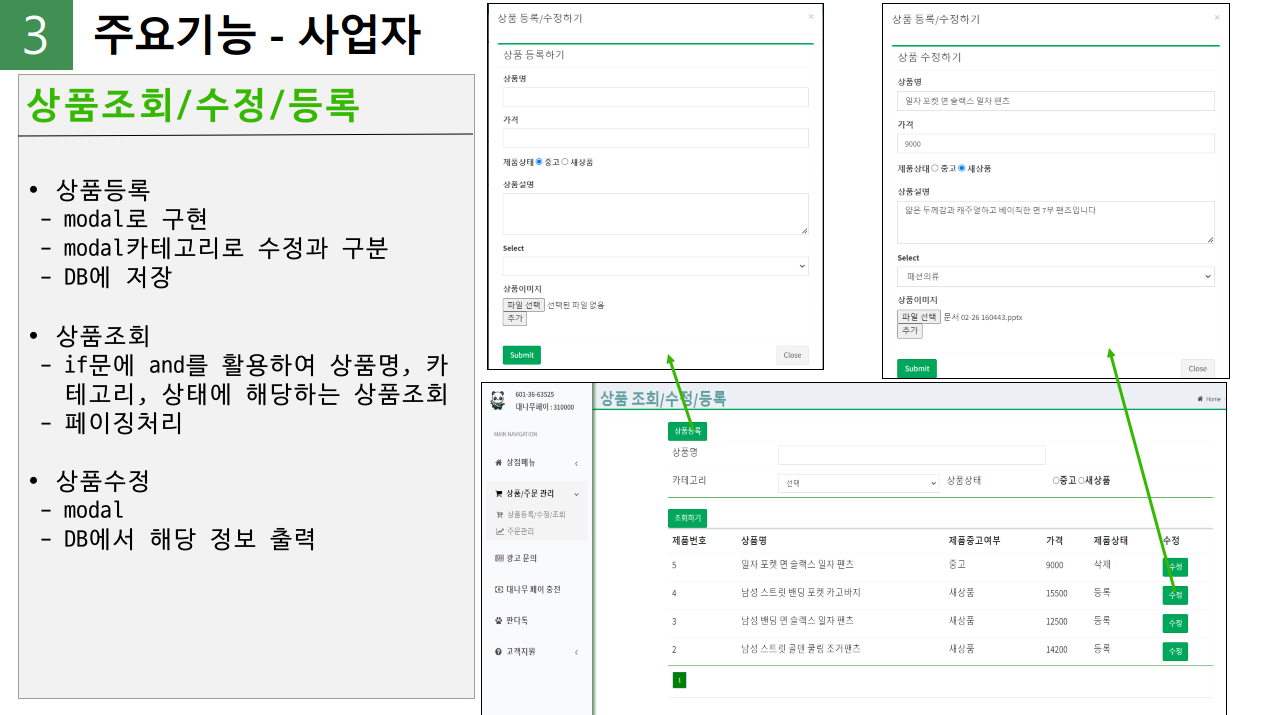 3
주요기능 - 사업자
상품조회/수정/등록
• 상품등록
- modal로 구현
- modal카테고리로 수정과 구분
- DB에 저장
• 상품조회
- if문에 and를 활용하여 상품명, 카
테고리, 상태에 해당하는 상품조회
- 페이징처리
• 상품수정
- modal
- DB에서 해당 정보 출력
상품 등록/수정하기 ×
상품 등록하기
상품명
가격
제품상태 중고 새상품
상품설명
Select
상품이미지
파일 선택 선택된 파일 없음
추가
Submit Close
상품 등록/수정하기 ×
상품 수정하기
상품명
일자 포켓 면 슬랙스 일자 팬츠
가격
9000
제품상태 중고 새상품
상품설명
얇은 두께감과 캐주얼하고 베이직한 면 7부 팬츠입니다
Select
패션의류
상품이미지
파일 선택 문서 02-26 160443.pptx
추가
Submit Close
601-36-63525
대나무페이 : 310000
MAIN NAVIGATION
상점메뉴
상품/주문 관리
상품등록/수정/조회
주문관리
광고 문의
대나무 페이 충전
판다톡
고객지원
상품 조회/수정/등록
Home
상품등록
상품명
카테고리 선택 상품상태 중고 새상품
조회하기
제품번호 상품명 제품중고여부 가격 제품상태 수정
5 일자 포켓 면 슬랙스 일자 팬츠 중고 9000 삭제 수정
4 남성 스트릿 밴딩 포켓 카고바지 새상품 15500 등록 수정
3 남성 밴딩 면 슬랙스 일자 팬츠 새상품 12500 등록 수정
2 남성 스트릿 골덴 쿨링 조거팬츠 새상품 14200 등록 수정
1